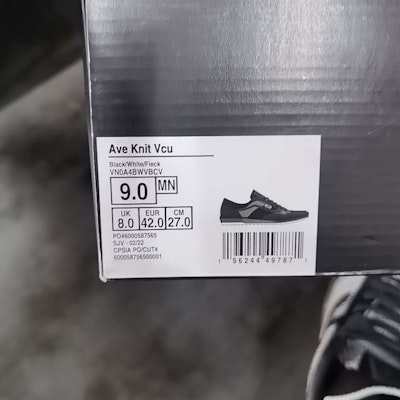 Ave Knit Vcu
Black/White/Fleck
VN0A4BWVBCV
9.0 MN
UK EUR CM
8.0 42.0 27.0
PO#6000587565
SJV - 02/22
CPSIA PO/CUT#
600058756500001
1 96244 49787 1